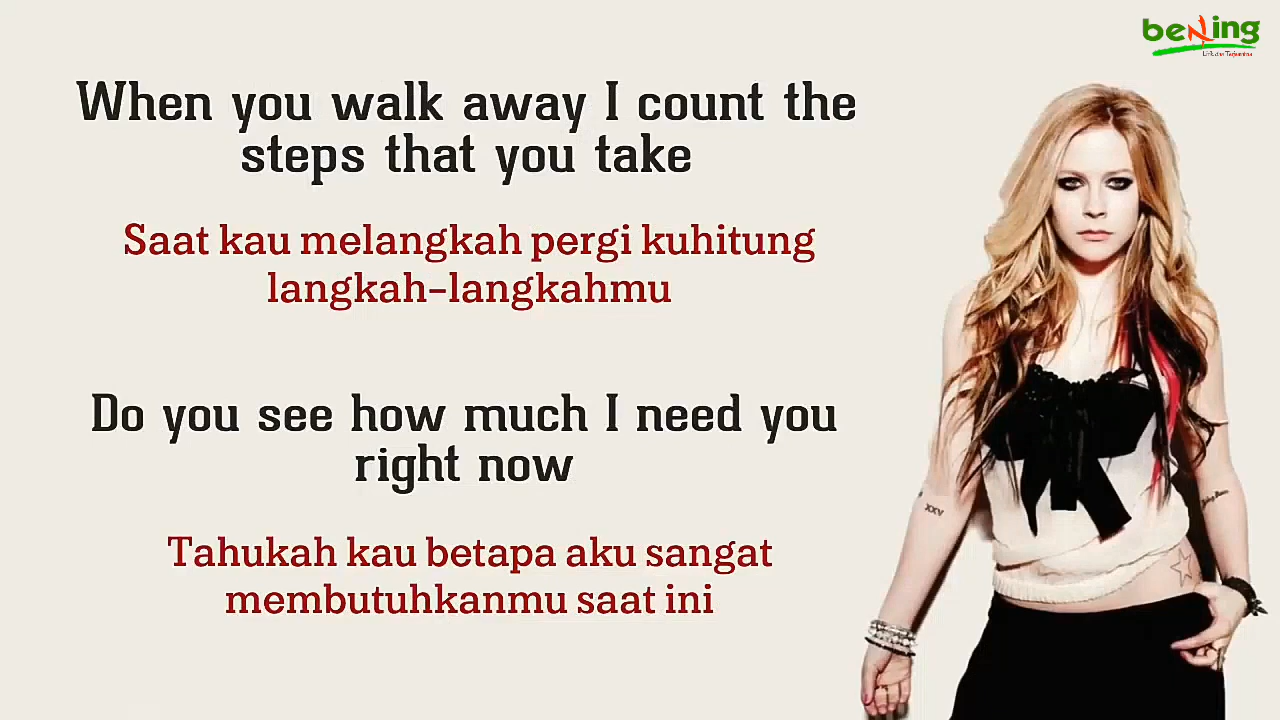 bening
Lirik dan Terjemahan
When you walk away I count the
steps that you take
Saat kau melangkah pergi kuhitung
langkah-langkahmu
Do you see how much I need you
right now
Tahukah kau betapa aku sangat
membutuhkanmu saat ini
XXV